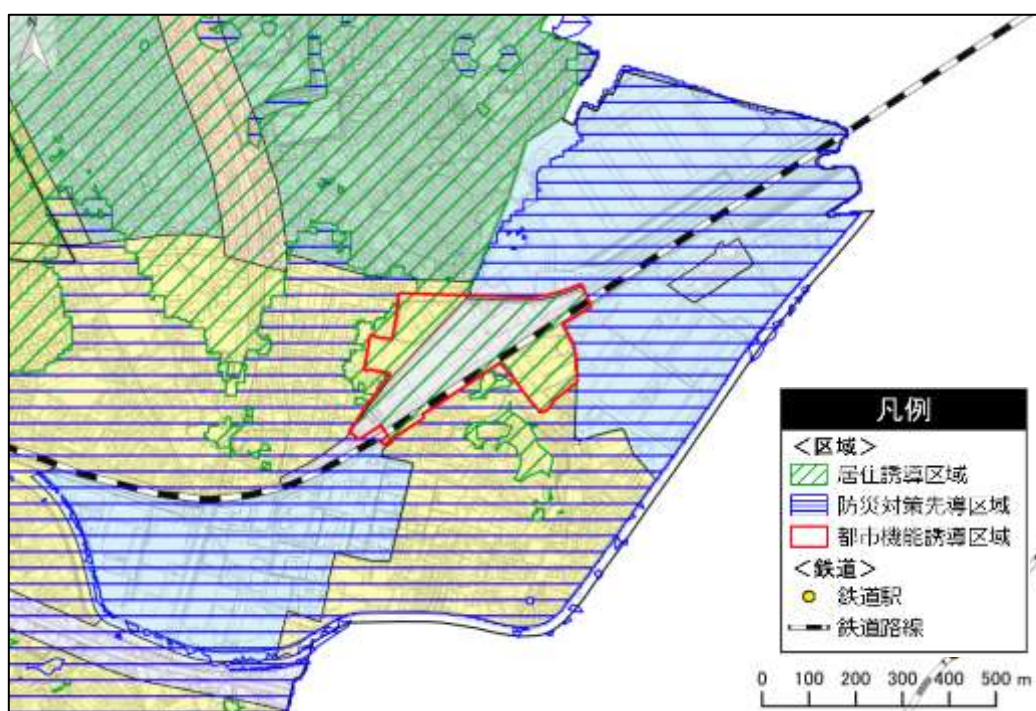 N
凡例
＜区域＞
居住誘導区域
防災対策先導区域
都市機能誘導区域
＜鉄道＞
鉄道駅
鉄道路線
0 100 200 300 400 500 m